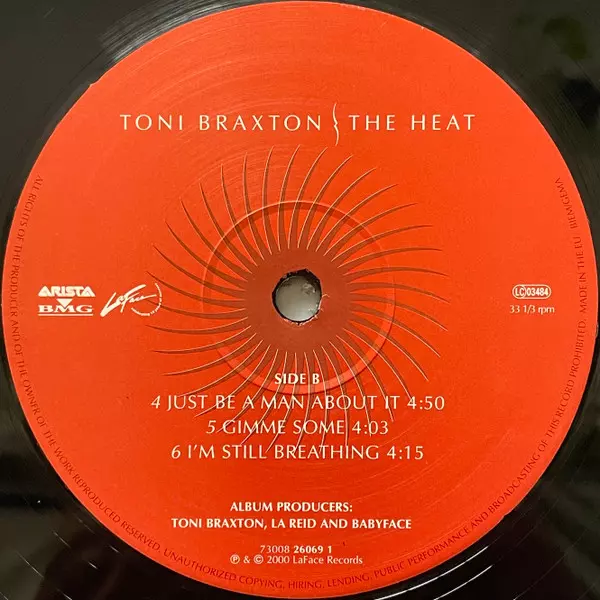 TONI BRAXTON } THE HEAT
ARISTA
BMG
LaFace
LC 03484
33 1/3 rpm
SIDE B
4 JUST BE A MAN ABOUT IT 4:50
5 GIMME SOME 4:03
6 I'M STILL BREATHING 4:15
ALBUM PRODUCERS:
TONI BRAXTON, LA REID AND BABYFACE
73008 26069 1
℗ & © 2000 LaFace Records
ALL RIGHTS OF THE PRODUCER AND OF THE OWNER OF THE WORK REPRODUCED RESERVED. UNAUTHORIZED COPYING, HIRING, LENDING, PUBLIC PERFORMANCE AND BROADCASTING OF THIS RECORD PROHIBITED. MADE IN THE EU BIEM/GEMA